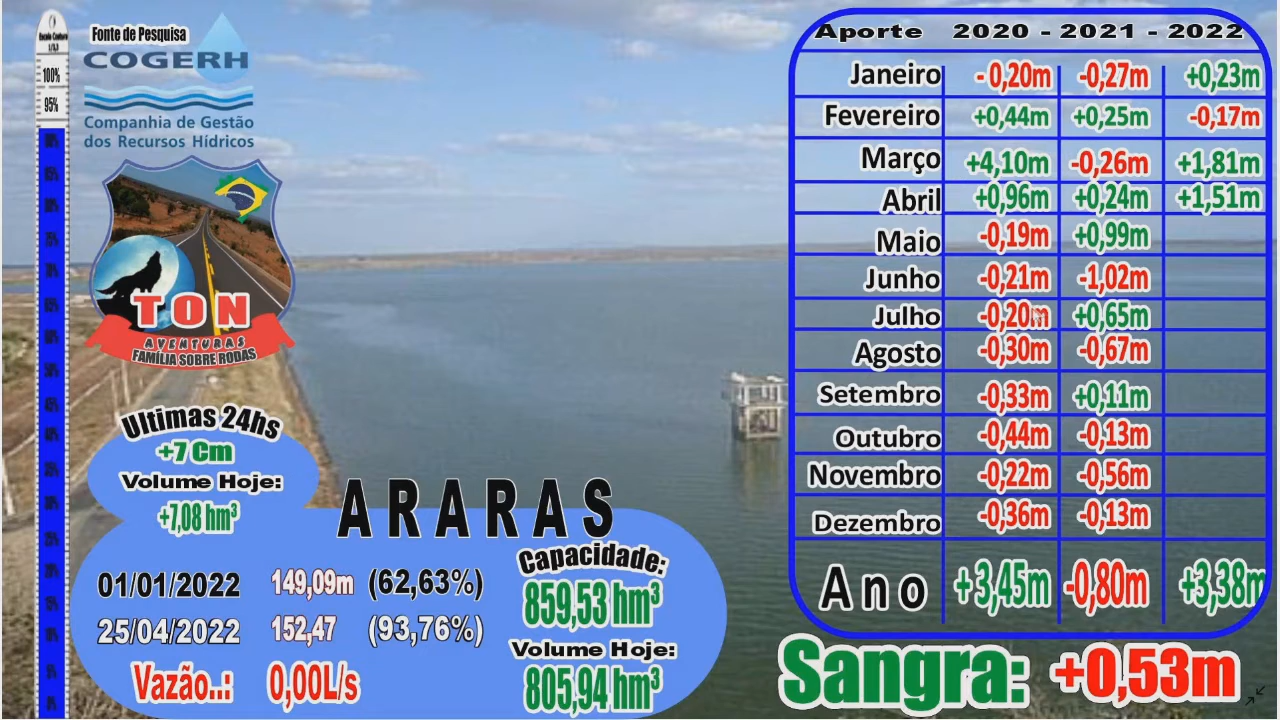 Fonte de Pesquisa
COGERH
Companhia de Gestão
dos Recursos Hídricos
100%
95%
TON
AVENTURAS
FAMÍLIA SOBRE RODAS
Ultimas 24hs
+7 Cm
Volume Hoje:
+7,08 hm³
ARARAS
01/01/2022 149,09m (62,63%)
25/04/2022 152,47 (93,76%)
Vazão..: 0,00L/s
Capacidade:
859,53 hm³
Volume Hoje:
805,94 hm³
Aporte 2020 - 2021 - 2022
Janeiro -0,20m -0,27m +0,23m
Fevereiro +0,44m +0,25m -0,17m
Março +4,10m -0,26m +1,81m
Abril +0,96m +0,24m +1,51m
Maio -0,19m +0,99m
Junho -0,21m -1,02m
Julho -0,20m +0,65m
Agosto -0,30m -0,67m
Setembro -0,33m +0,11m
Outubro -0,44m -0,13m
Novembro -0,22m -0,56m
Dezembro -0,36m -0,13m
Ano +3,45m -0,80m +3,38m
Sangra: +0,53m